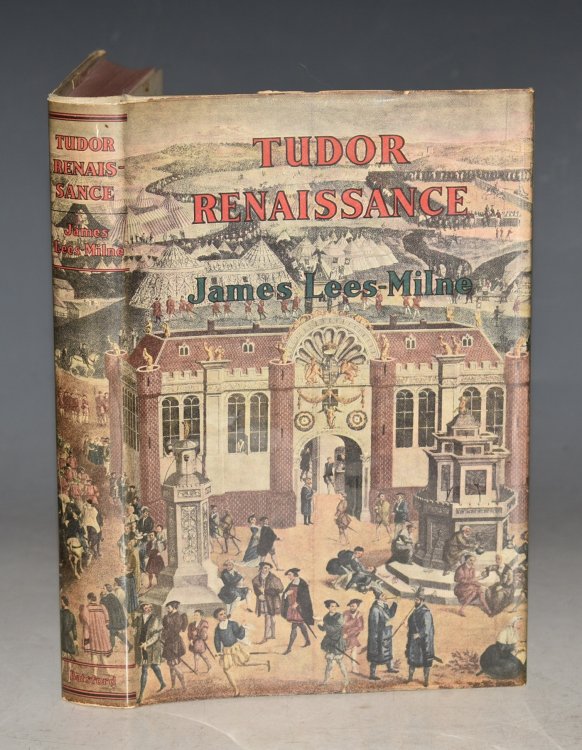 TUDOR
RENAIS-
SANCE
James
Lees-Milne
Batsford
TUDOR
RENAISSANCE
James Lees-Milne